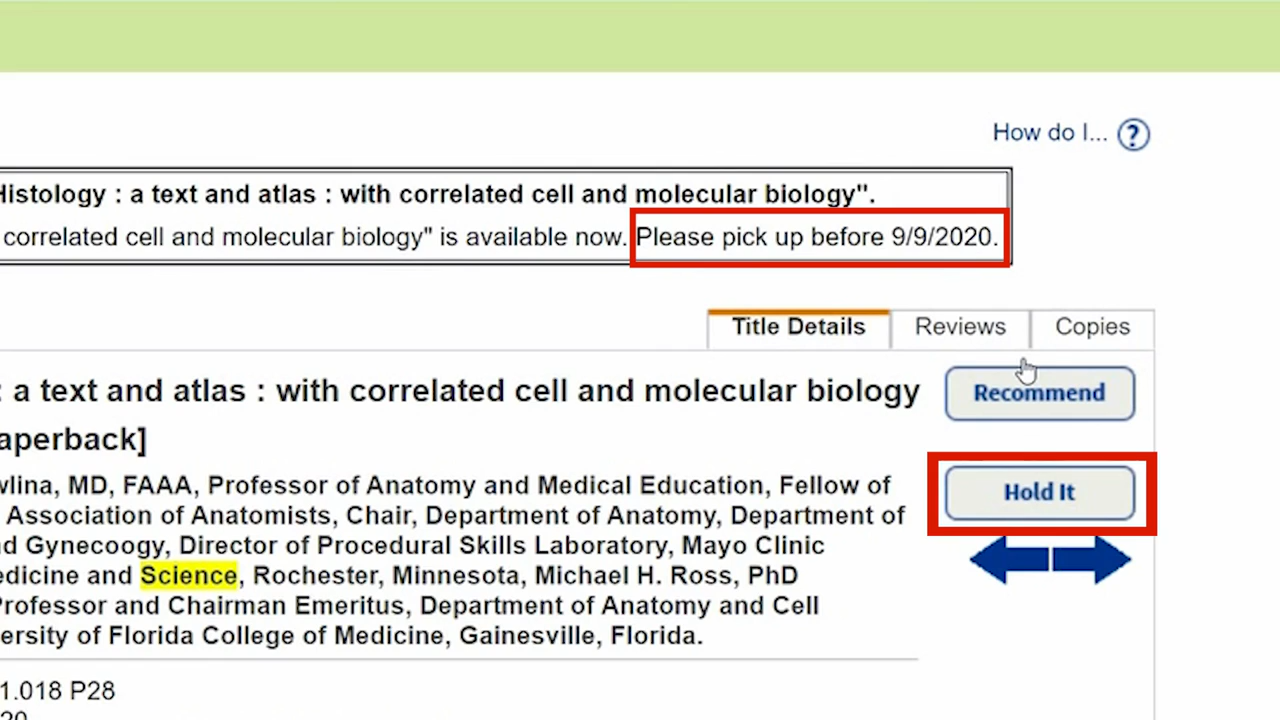 How do I... ?
Histology : a text and atlas : with correlated cell and molecular biology".
correlated cell and molecular biology" is available now. Please pick up before 9/9/2020.
Title Details Reviews Copies
: a text and atlas : with correlated cell and molecular biology
aperback]
Recommend
wlina, MD, FAAA, Professor of Anatomy and Medical Education, Fellow of
Association of Anatomists, Chair, Department of Anatomy, Department of
d Gynecoogy, Director of Procedural Skills Laboratory, Mayo Clinic
edicine and Science, Rochester, Minnesota, Michael H. Ross, PhD
Professor and Chairman Emeritus, Department of Anatomy and Cell
ersity of Florida College of Medicine, Gainesville, Florida.
Hold It
1.018 P28